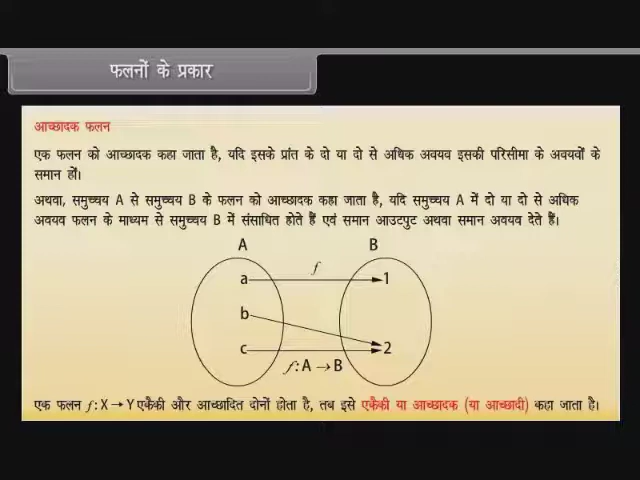 फलनों के प्रकार
आच्छादक फलन
एक फलन को आच्छादक कहा जाता है, यदि इसके प्रांत के दो या दो से अधिक अवयव इसकी परिसीमा के अवयवों के
समान हों।
अथवा, समुच्चय A से समुच्चय B के फलन को आच्छादक कहा जाता है, यदि समुच्चय A में दो या दो से अधिक
अवयव फलन के माध्यम से समुच्चय B में संसाधित होते हैं एवं समान आउटपुट अथवा समान अवयव देते हैं।
A B
f
a 1
b
c 2
f : A → B
एक फलन f : X → Y एकैकी और आच्छादित दोनों होता है, तब इसे एकैकी या आच्छादक (या आच्छादी) कहा जाता है।